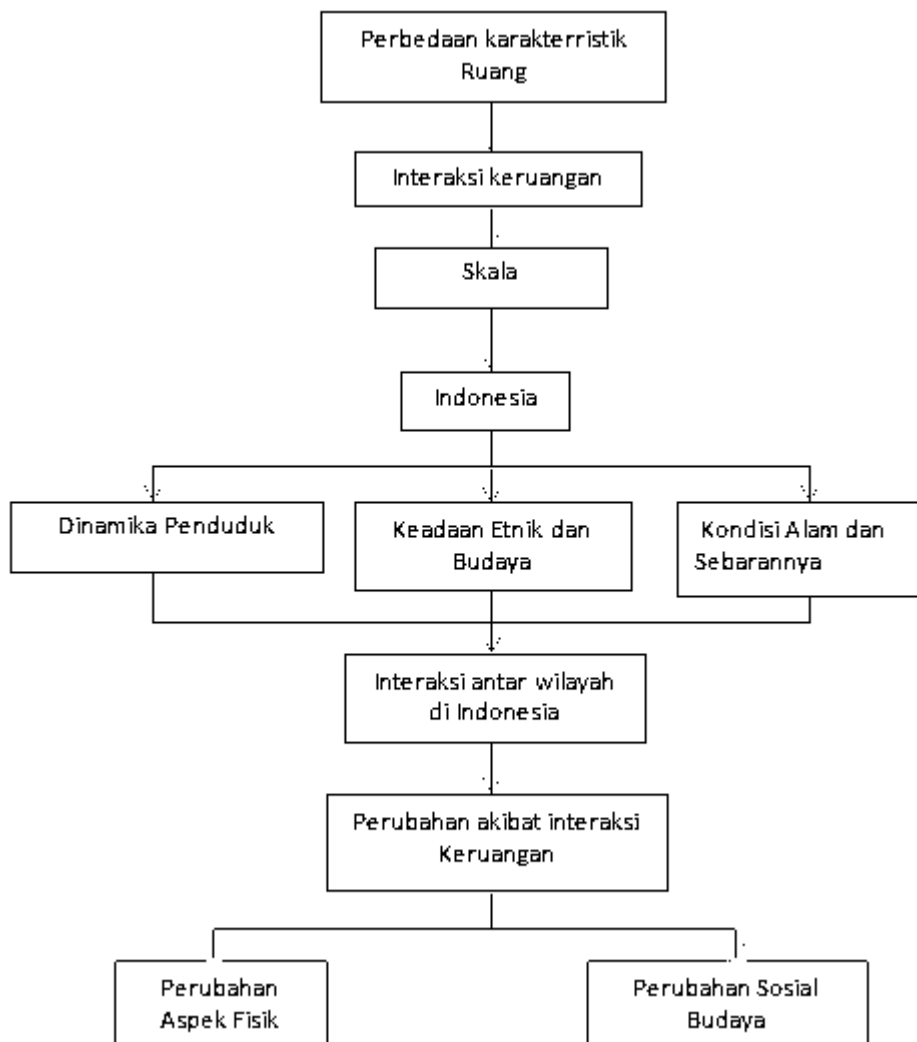 Perbedaan karakterristik
Ruang
Interaksi keruangan
Skala
Indonesia
Dinamika Penduduk
Keadaan Etnik dan
Budaya
Kondisi Alam dan
Sebarannya
Interaksi antar wilayah
di Indonesia
Perubahan akibat interaksi
Keruangan
Perubahan
Aspek Fisik
Perubahan Sosial
Budaya